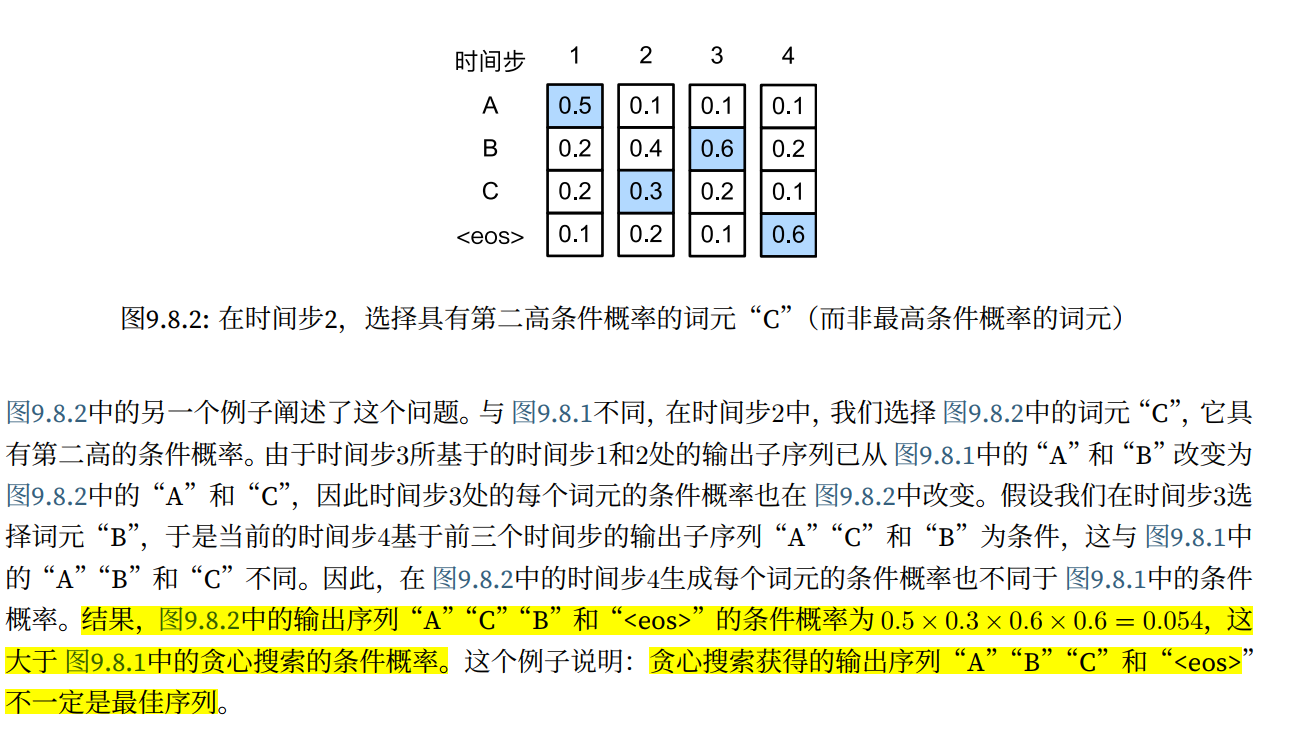 时间步 1 2 3 4
A 0.5 0.1 0.1 0.1
B 0.2 0.4 0.6 0.2
C 0.2 0.3 0.2 0.1
<eos> 0.1 0.2 0.1 0.6
图9.8.2: 在时间步2，选择具有第二高条件概率的词元“C”（而非最高条件概率的词元）
图9.8.2中的另一个例子阐述了这个问题。与 图9.8.1不同，在时间步2中，我们选择 图9.8.2中的词元“C”，它具
有第二高的条件概率。由于时间步3所基于的时间步1和2处的输出子序列已从 图9.8.1中的“A”和“B”改变为
图9.8.2中的“A”和“C”，因此时间步3处的每个词元的条件概率也在 图9.8.2中改变。假设我们在时间步3选
择词元“B”，于是当前的时间步4基于前三个时间步的输出子序列“A”“C”和“B”为条件，这与 图9.8.1中
的“A”“B”和“C”不同。因此，在 图9.8.2中的时间步4生成每个词元的条件概率也不同于 图9.8.1中的条件
概率。结果，图9.8.2中的输出序列“A”“C”“B”和“<eos>”的条件概率为 0.5 × 0.3 × 0.6 × 0.6 = 0.054，这
大于 图9.8.1中的贪心搜索的条件概率。这个例子说明：贪心搜索获得的输出序列“A”“B”“C”和“<eos>”
不一定是最佳序列。